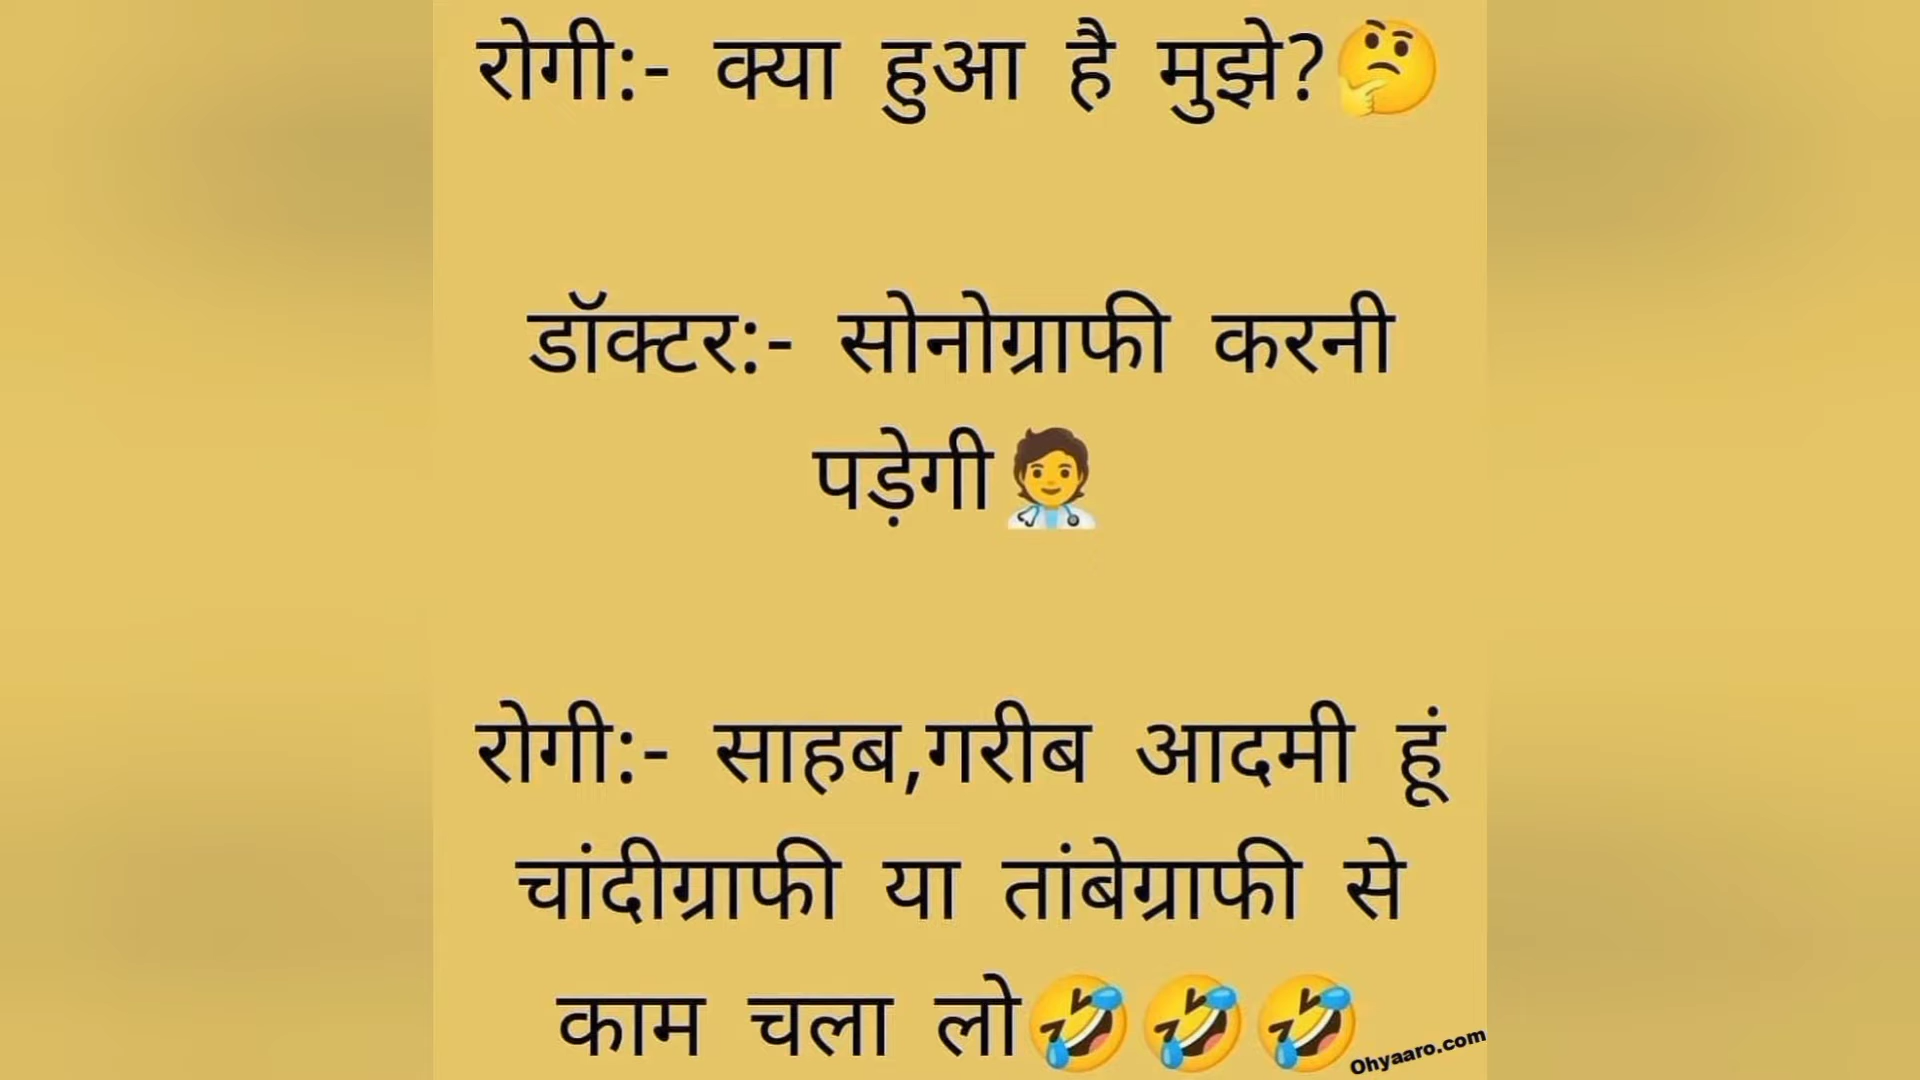 रोगी:- क्या हुआ है मुझे?🤔
डॉक्टर:- सोनोग्राफी करनी
पड़ेगी🧑‍⚕️
रोगी:- साहब,गरीब आदमी हूं
चांदीग्राफी या तांबेग्राफी से
काम चला लो🤣🤣🤣
Ohyaaro.com